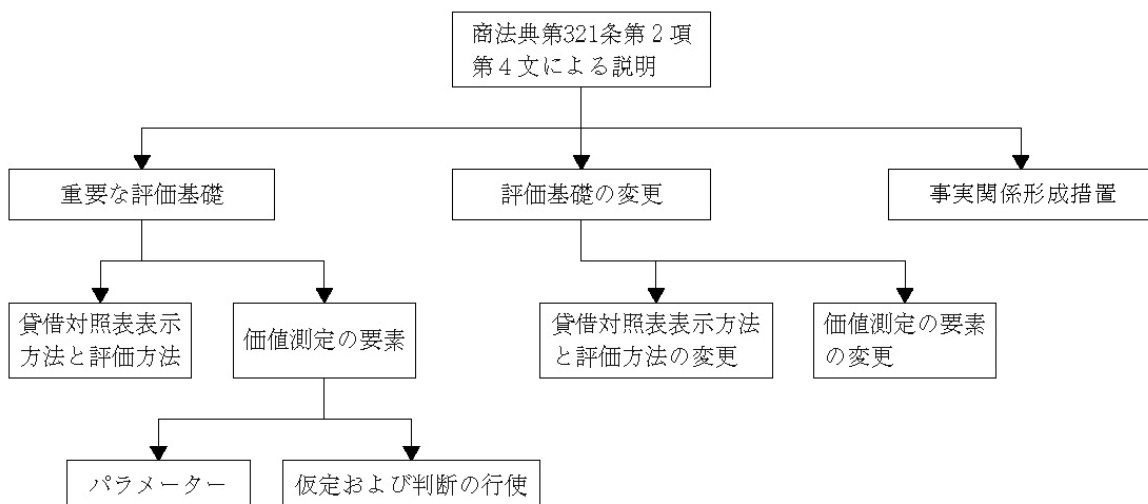 商法典第321条第２項
第４文による説明
重要な評価基礎
評価基礎の変更
事実関係形成措置
貸借対照表表示
方法と評価方法
価値測定の要素
貸借対照表表示方法
と評価方法の変更
価値測定の要素
の変更
パラメーター
仮定および判断の行使